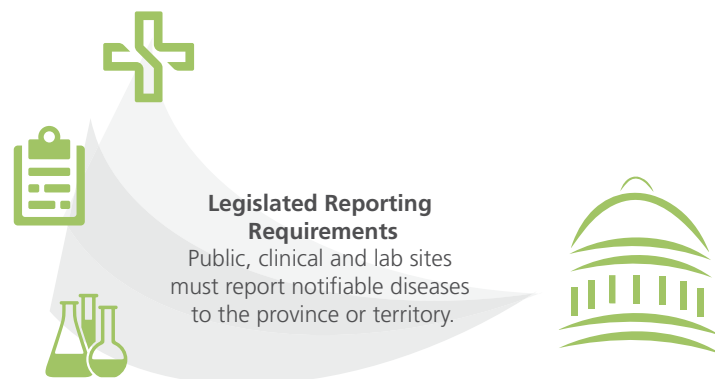 Legislated Reporting
Requirements
Public, clinical and lab sites
must report notifiable diseases
to the province or territory.